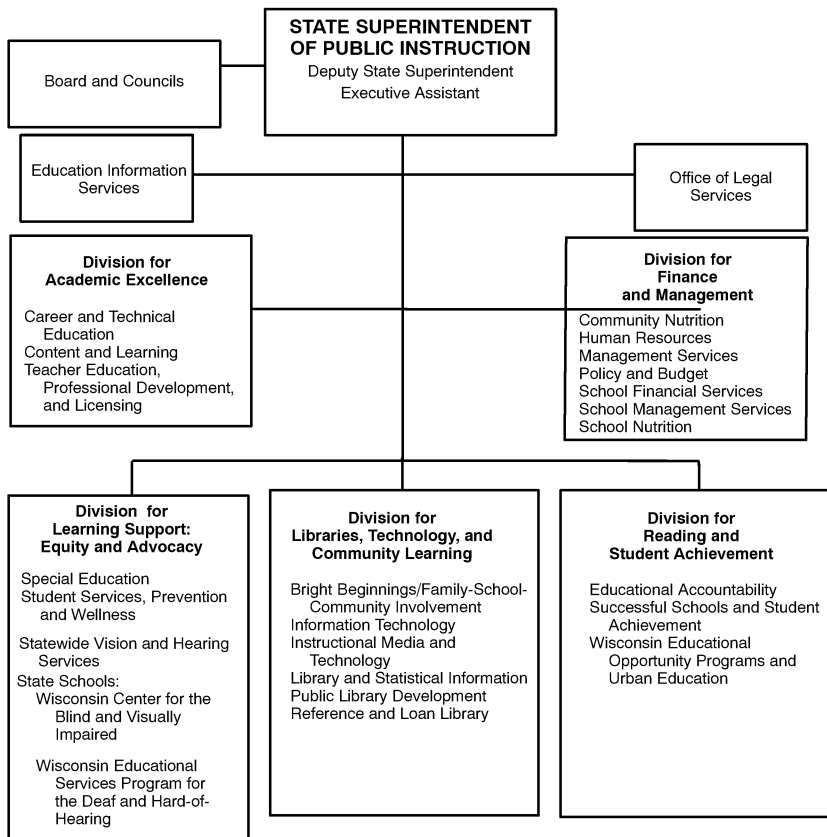 STATE SUPERINTENDENT
OF PUBLIC INSTRUCTION
Deputy State Superintendent
Executive Assistant
Board and Councils
Education Information
Services
Office of Legal
Services
Division for
Academic Excellence
Career and Technical
Education
Content and Learning
Teacher Education,
Professional Development,
and Licensing
Division for
Finance
and Management
Community Nutrition
Human Resources
Management Services
Policy and Budget
School Financial Services
School Management Services
School Nutrition
Division for
Learning Support:
Equity and Advocacy
Special Education
Student Services, Prevention
and Wellness
Statewide Vision and Hearing
Services
State Schools:
Wisconsin Center for the
Blind and Visually
Impaired
Wisconsin Educational
Services Program for
the Deaf and Hard-of-
Hearing
Division for
Libraries, Technology, and
Community Learning
Bright Beginnings/Family-School-
Community Involvement
Information Technology
Instructional Media and
Technology
Library and Statistical Information
Public Library Development
Reference and Loan Library
Division for
Reading and
Student Achievement
Educational Accountability
Successful Schools and Student
Achievement
Wisconsin Educational
Opportunity Programs and
Urban Education